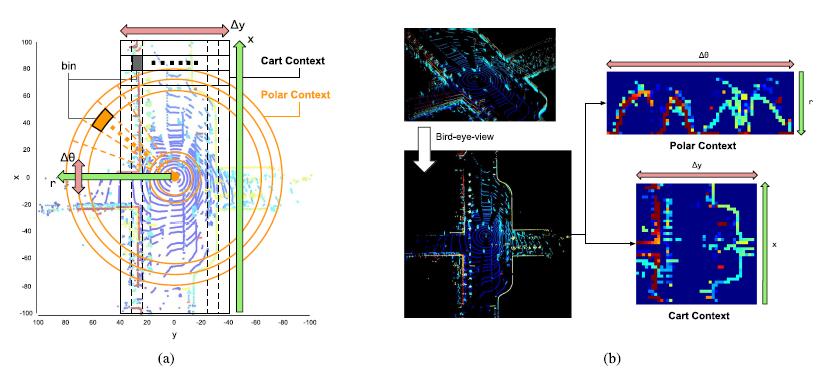 Δy
x
bin
Cart Context
Polar Context
Δθ
r
100
80
60
40
20
0
-20
-40
-60
-80
-100
x
100 80 60 40 20 0 -20 -40 -60 -80 -100
y
(a)
Bird-eye-view
Δθ
r
Polar Context
Δy
x
Cart Context
(b)